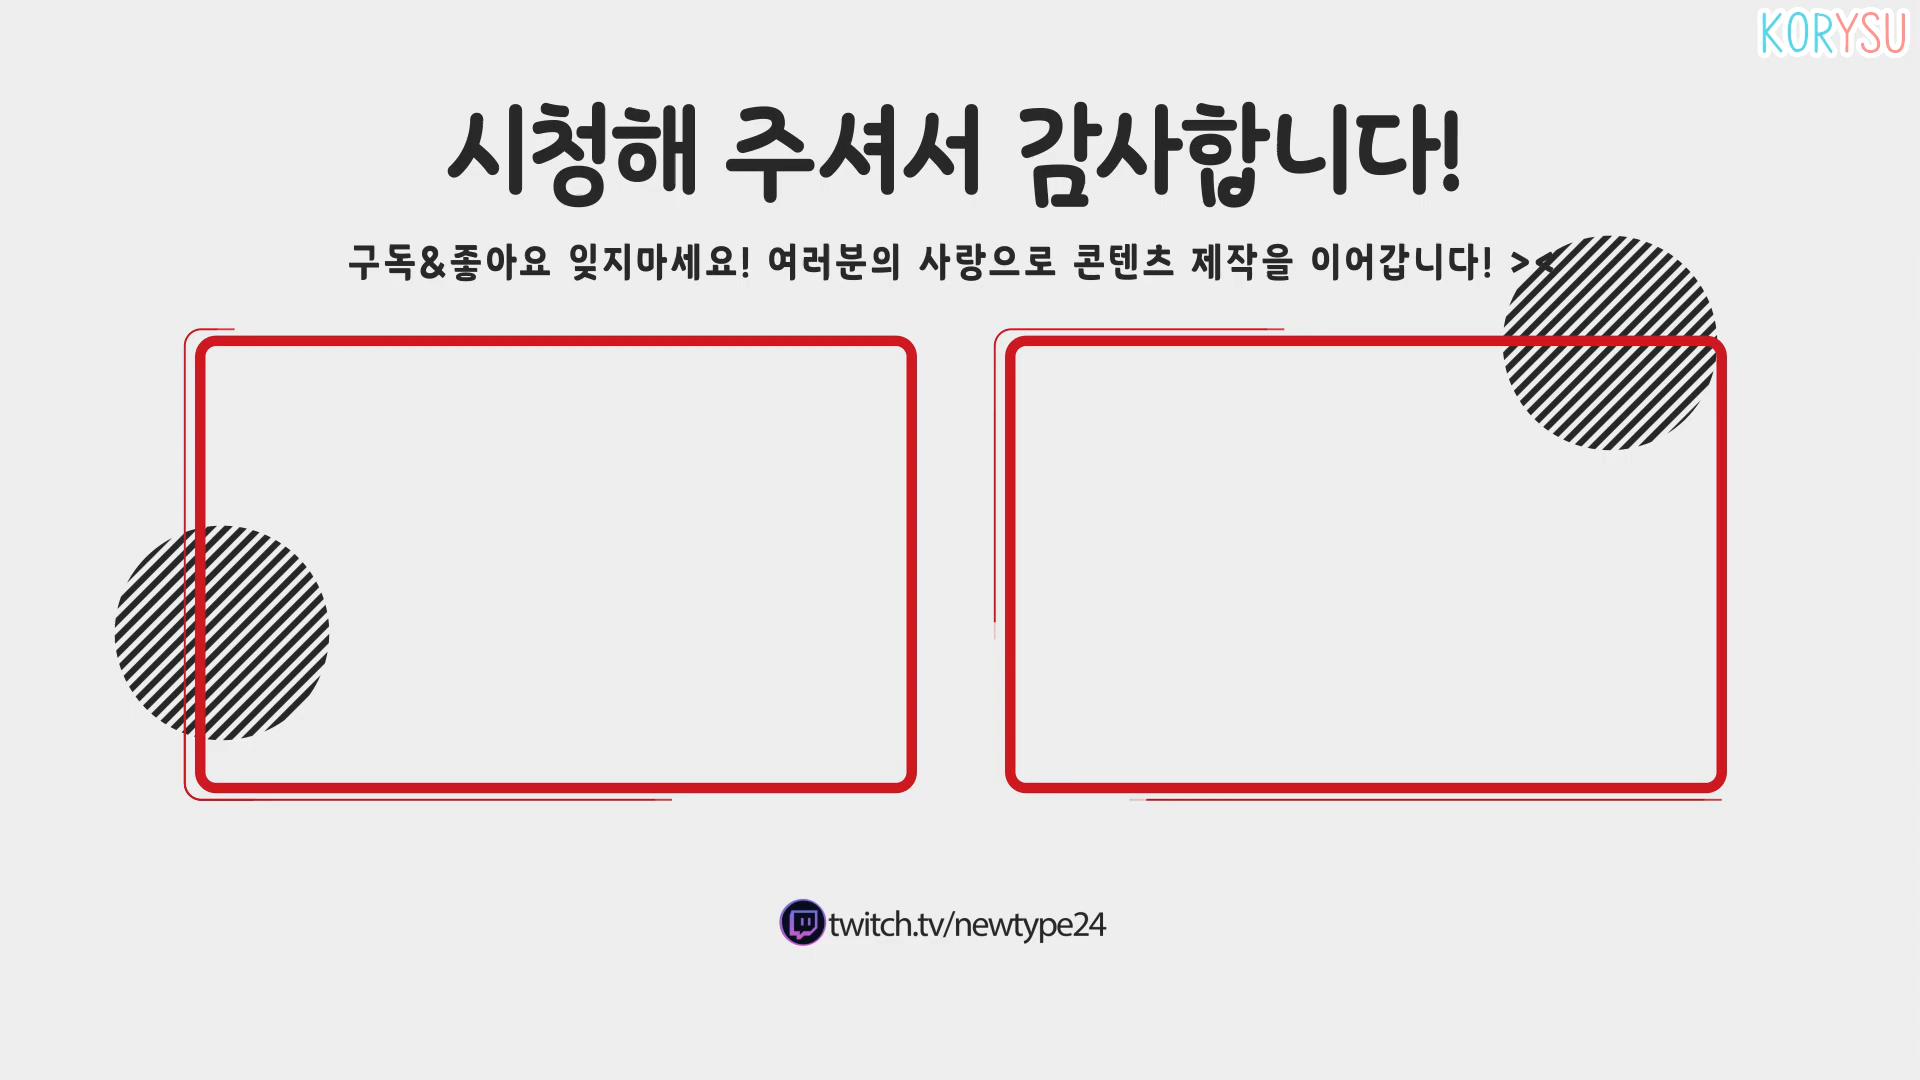 KORYSU
시청해 주셔서 감사합니다!
구독&좋아요 잊지마세요! 여러분의 사랑으로 콘텐츠 제작을 이어갑니다! ><
twitch.tv/newtype24